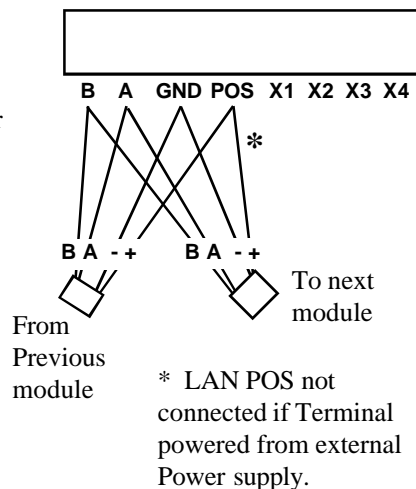 B A GND POS X1 X2 X3 X4
r
*
B A - + B A - +
To next
module
From
Previous
module
* LAN POS not
connected if Terminal
powered from external
Power supply.